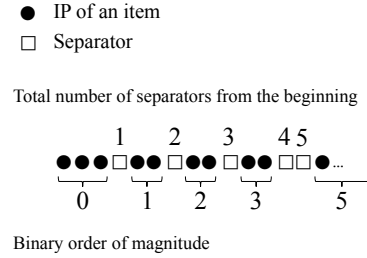 IP of an item
Separator
Total number of separators from the beginning
1 2 3 4 5
...
0 1 2 3 5
Binary order of magnitude